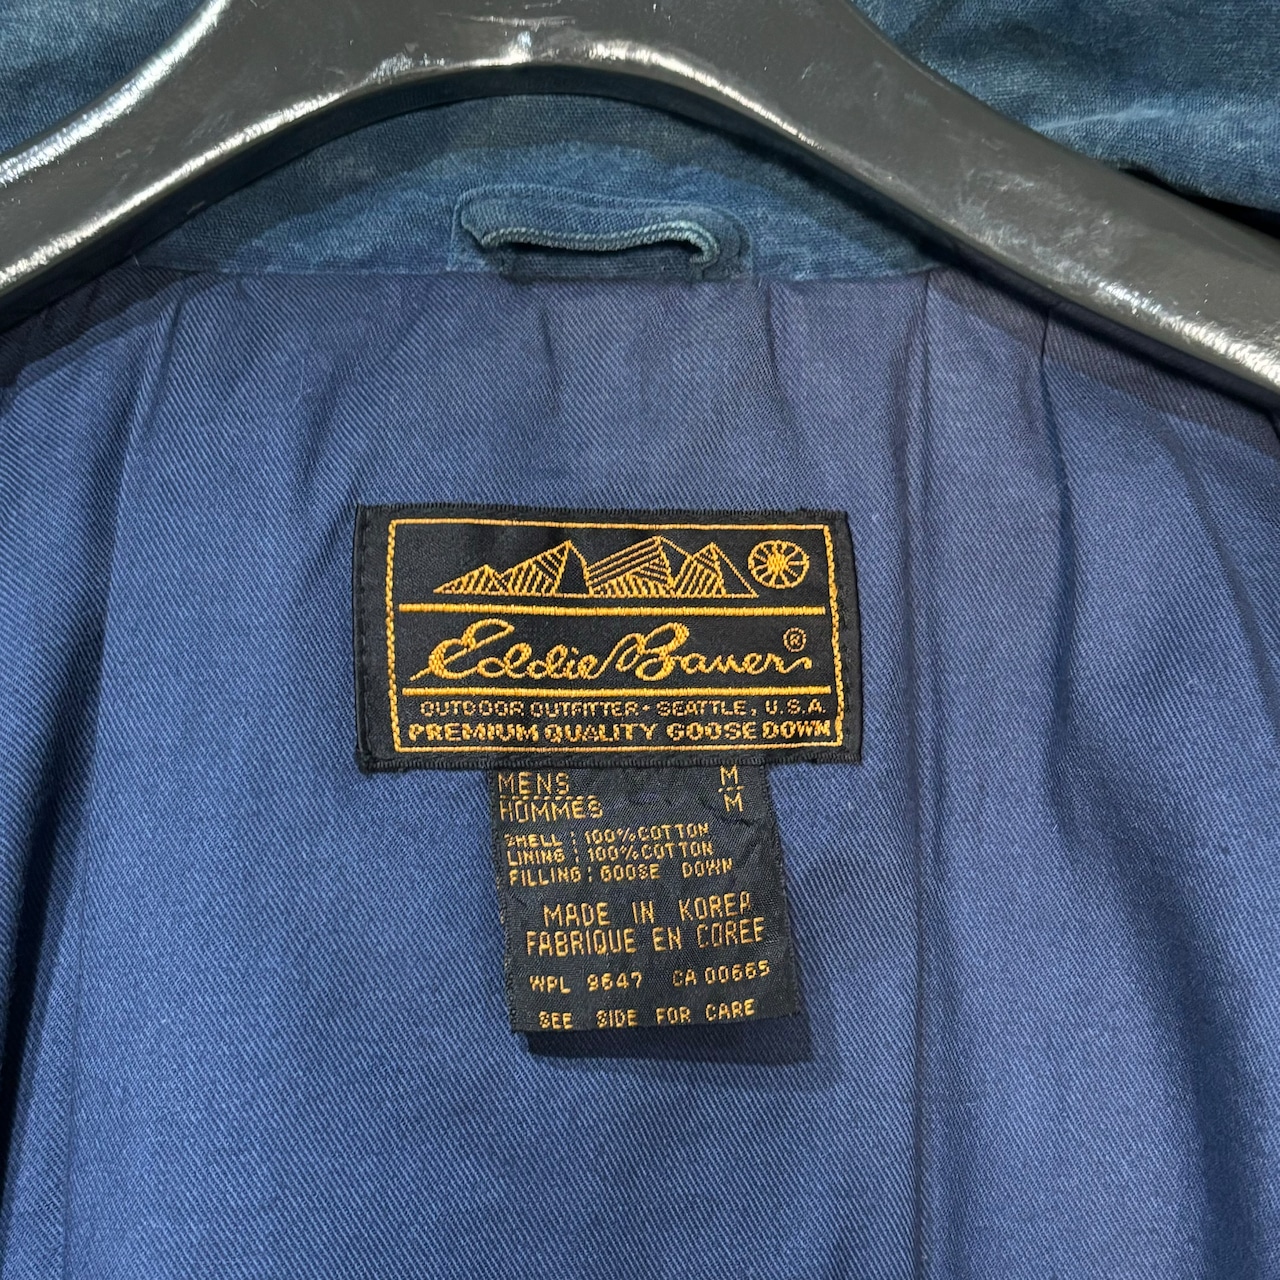 Eddie Bauer®
OUTDOOR OUTFITTER • SEATTLE, U.S.A.
PREMIUM QUALITY GOOSE DOWN
MENS M
HOMMES M
SHELL : 100% COTTON
LINING : 100% COTTON
FILLING : GOOSE DOWN
MADE IN KOREA
FABRIQUE EN COREE
WPL 9647 CA 00665
SEE SIDE FOR CARE